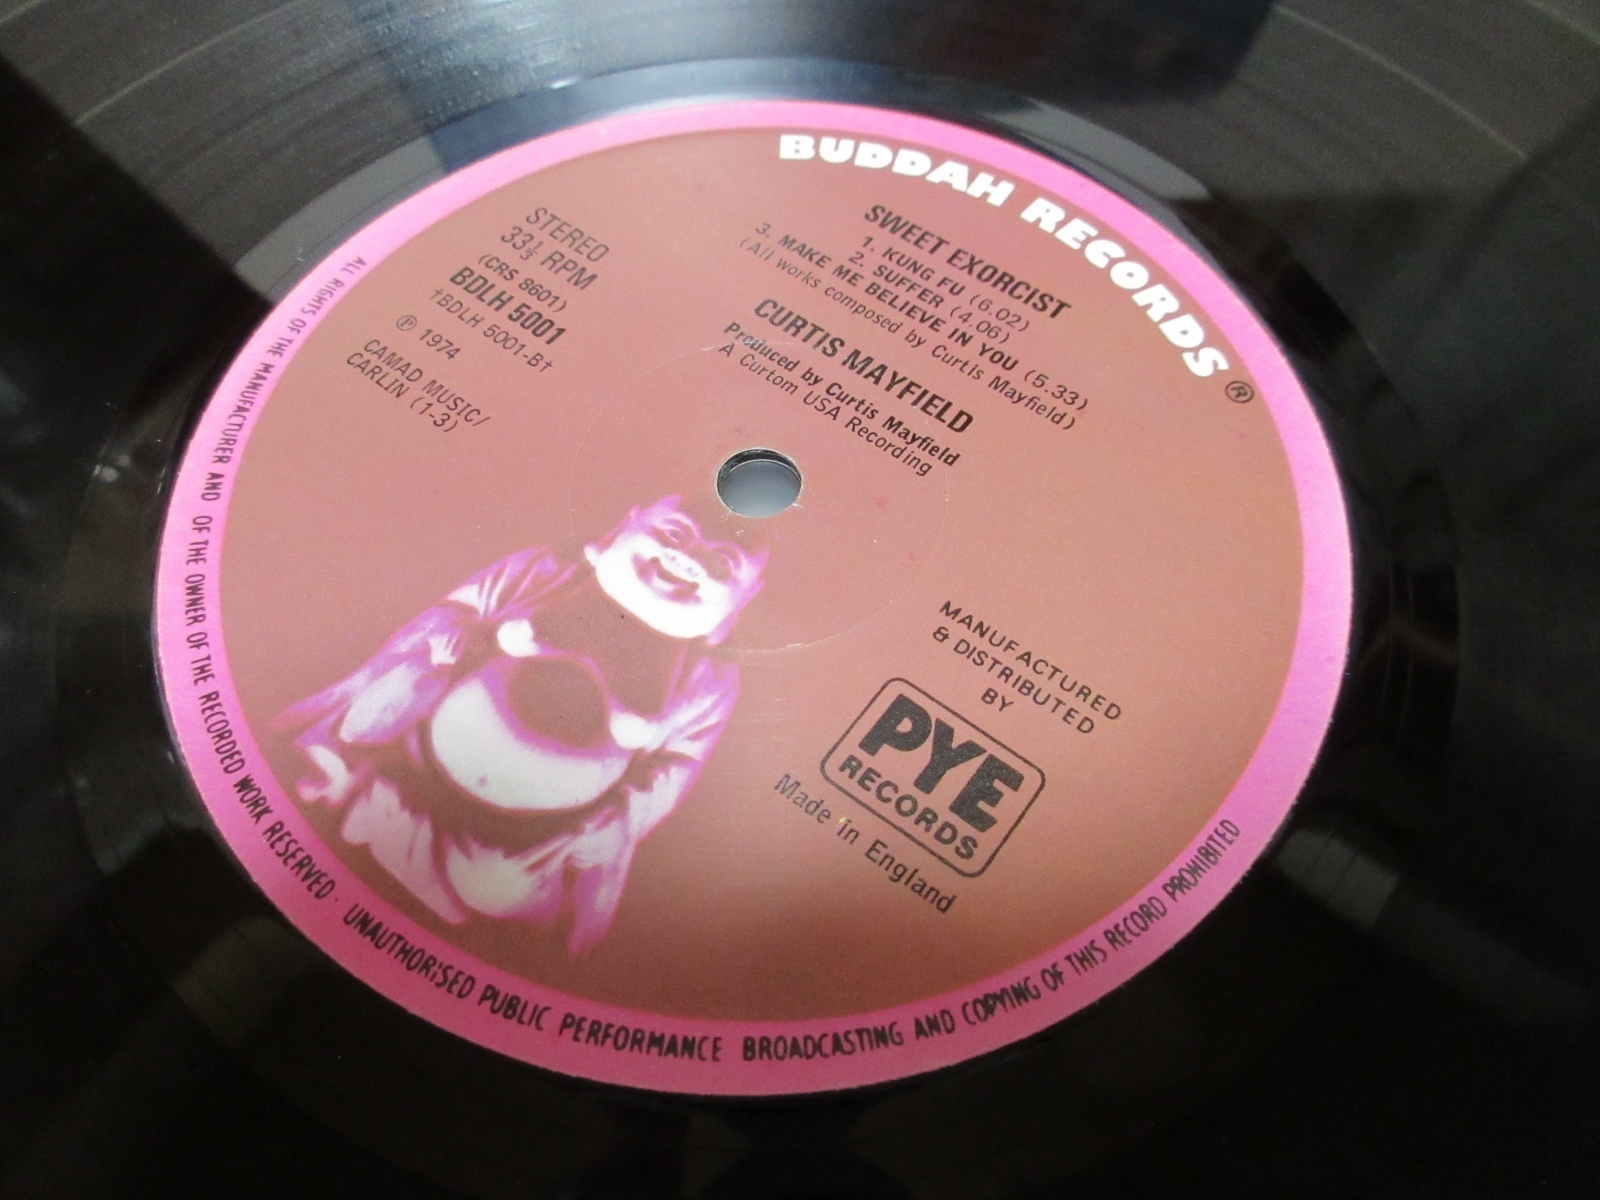 BUDDAH RECORDS ®
SWEET EXORCIST
1. KUNG FU (6.02)
2. SUFFER (4.06)
3. MAKE ME BELIEVE IN YOU (5.33)
(All works composed by Curtis Mayfield)
CURTIS MAYFIELD
Produced by Curtis Mayfield
A Curtom USA Recording
STEREO
33⅓ RPM
(CRS 8601)
BDLH 5001
†BDLH 5001-B†
℗ 1974
CAMAD MUSIC/
CARLIN (1-3)
MANUFACTURED
& DISTRIBUTED
BY
PYE
RECORDS
Made in England
ALL RIGHTS OF THE MANUFACTURER AND OF THE OWNER OF THE RECORDED WORK RESERVED · UNAUTHORISED PUBLIC PERFORMANCE BROADCASTING AND COPYING OF THIS RECORD PROHIBITED